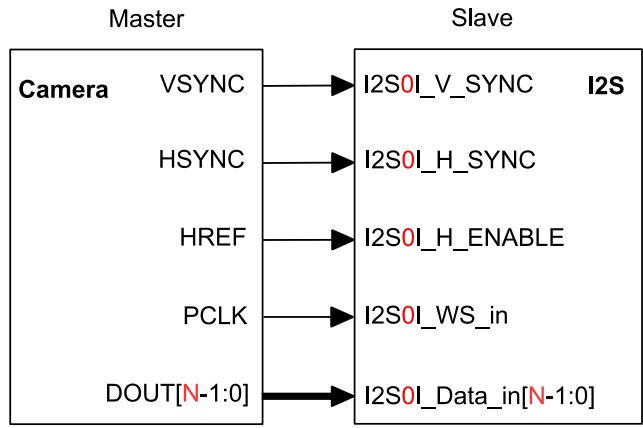 Master Slave
Camera VSYNC I2S0I_V_SYNC I2S
HSYNC I2S0I_H_SYNC
HREF I2S0I_H_ENABLE
PCLK I2S0I_WS_in
DOUT[N-1:0] I2S0I_Data_in[N-1:0]